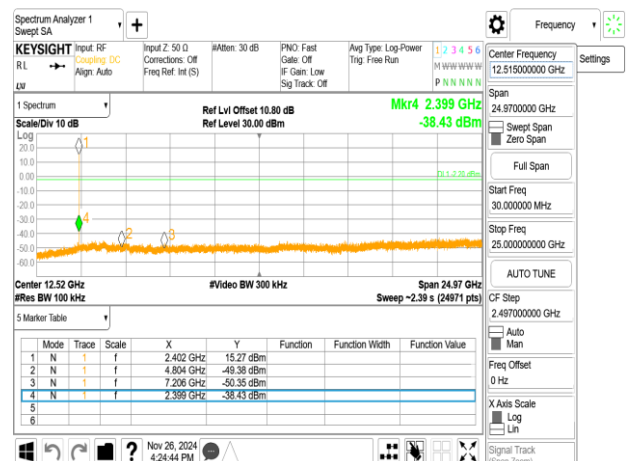 Spectrum Analyzer 1
Swept SA
Frequency
KEYSIGHT
RL
Input: RF
Coupling: DC
Align: Auto
Input Z: 50 Ω
Corrections: Off
Freq Ref: Int (S)
#Atten: 30 dB
PNO: Fast
Gate: Off
IF Gain: Low
Sig Track: Off
Avg Type: Log-Power
Trig: Free Run
1 2 3 4 5 6
M W W W W W
P N N N N N
LXI
1 Spectrum
Scale/Div 10 dB
Ref Lvl Offset 10.80 dB
Ref Level 30.00 dBm
Mkr4 2.399 GHz
-38.43 dBm
Log
20.0
10.0
0.00
-10.0
-20.0
-30.0
-40.0
-50.0
-60.0
1
4
2
3
Center 12.52 GHz
#Res BW 100 kHz
#Video BW 300 kHz
Span 24.97 GHz
Sweep ~2.39 s (24971 pts)
5 Marker Table
Mode Trace Scale X Y Function Function Width Function Value
1 N 1 f 2.402 GHz 15.27 dBm
2 N 1 f 4.804 GHz -49.38 dBm
3 N 1 f 7.206 GHz -50.35 dBm
4 N 1 f 2.399 GHz -38.43 dBm
5
6
?
Nov 26, 2024
4:24:44 PM
Center Frequency
12.515000000 GHz
Settings
Span
24.9700000 GHz
Swept Span
Zero Span
Full Span
Start Freq
30.000000 MHz
Stop Freq
25.000000000 GHz
AUTO TUNE
CF Step
2.497000000 GHz
Auto
Man
Freq Offset
0 Hz
X Axis Scale
Log
Lin
Signal Track
(Span Zoom)